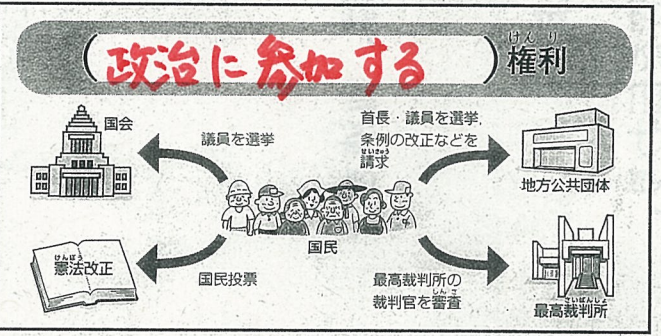 (政治に参加する)権利
けんり
国会
議員を選挙
首長・議員を選挙,
条例の改正などを
請求
せいきゅう
地方公共団体
国民
憲法改正
けんぽう
国民投票
最高裁判所の
裁判官を審査
しんさ
最高裁判所
さいばんしょ